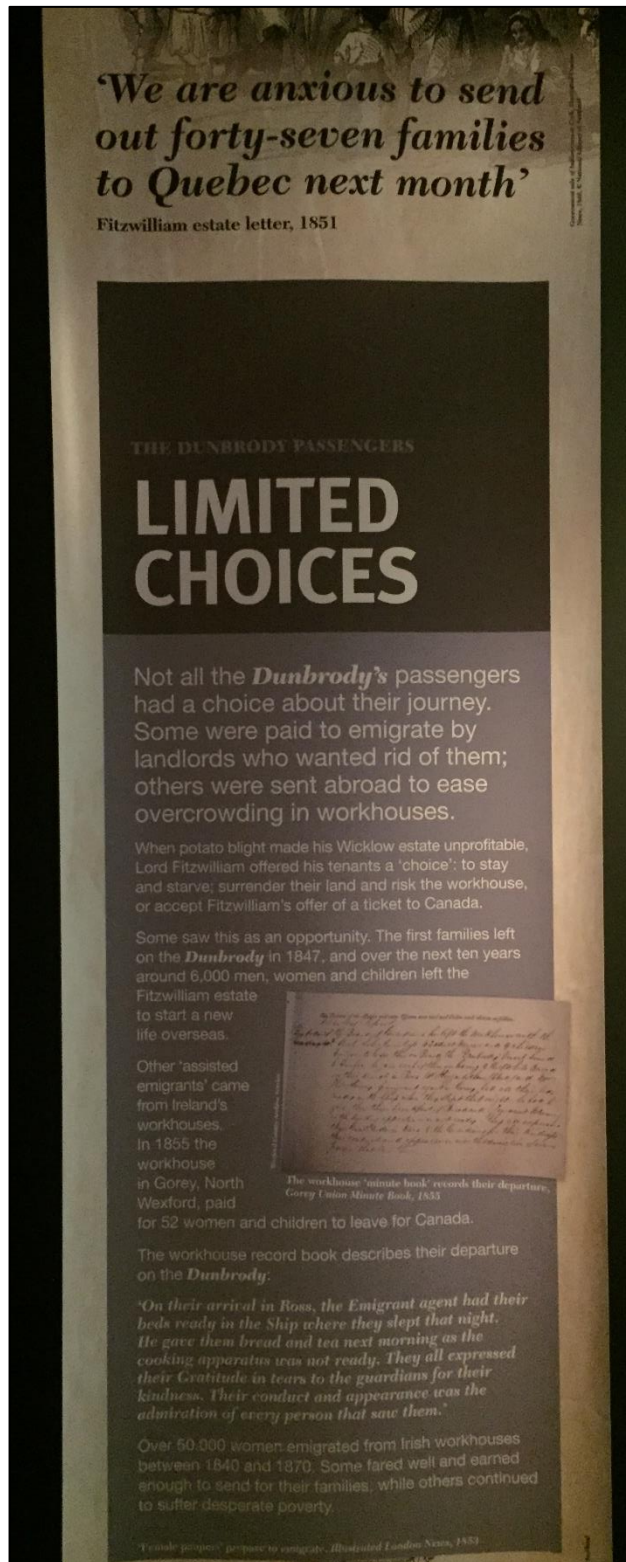 ‘We are anxious to send
out forty-seven families
to Quebec next month’
Fitzwilliam estate letter, 1851
THE DUNBRODY PASSENGERS
LIMITED
CHOICES
Not all the Dunbrody’s passengers
had a choice about their journey.
Some were paid to emigrate by
landlords who wanted rid of them;
others were sent abroad to ease
overcrowding in workhouses.
When potato blight made his Wicklow estate unprofitable,
Lord Fitzwilliam offered his tenants a ‘choice’: to stay
and starve; surrender their land and risk the workhouse,
or accept Fitzwilliam’s offer of a ticket to Canada.
Some saw this as an opportunity. The first families left
on the Dunbrody in 1847, and over the next ten years
around 6,000 men, women and children left the
Fitzwilliam estate
to start a new
life overseas.
Other ‘assisted
emigrants’ came
from Ireland’s
workhouses.
In 1855 the
workhouse
in Gorey, North
Wexford, paid
for 52 women and children to leave for Canada.
The workhouse ‘minute book’ records their departure,
Gorey Union Minute Book, 1855
The workhouse record book describes their departure
on the Dunbrody:
‘On their arrival in Ross, the Emigrant agent had their
beds ready in the Ship where they slept that night.
He gave them bread and tea next morning as the
cooking apparatus was not ready. They all expressed
their Gratitude in tears to the guardians for their
kindness. Their conduct and appearance was the
admiration of every person that saw them.’
Over 50,000 women emigrated from Irish workhouses
between 1840 and 1870. Some fared well and earned
enough to send for their families, while others continued
to suffer desperate poverty.
‘Female paupers’ prepare to emigrate, Illustrated London News, 1853